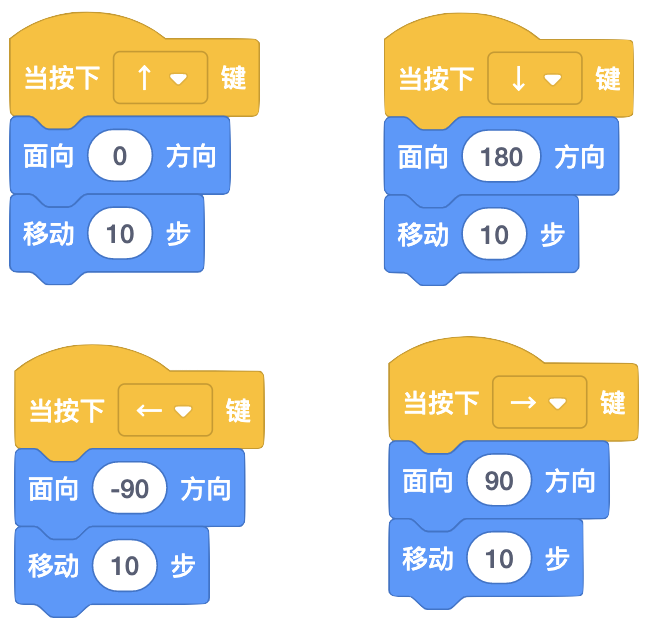 当按下 ↑ 键
面向 0 方向
移动 10 步
当按下 ↓ 键
面向 180 方向
移动 10 步
当按下 ← 键
面向 -90 方向
移动 10 步
当按下 → 键
面向 90 方向
移动 10 步